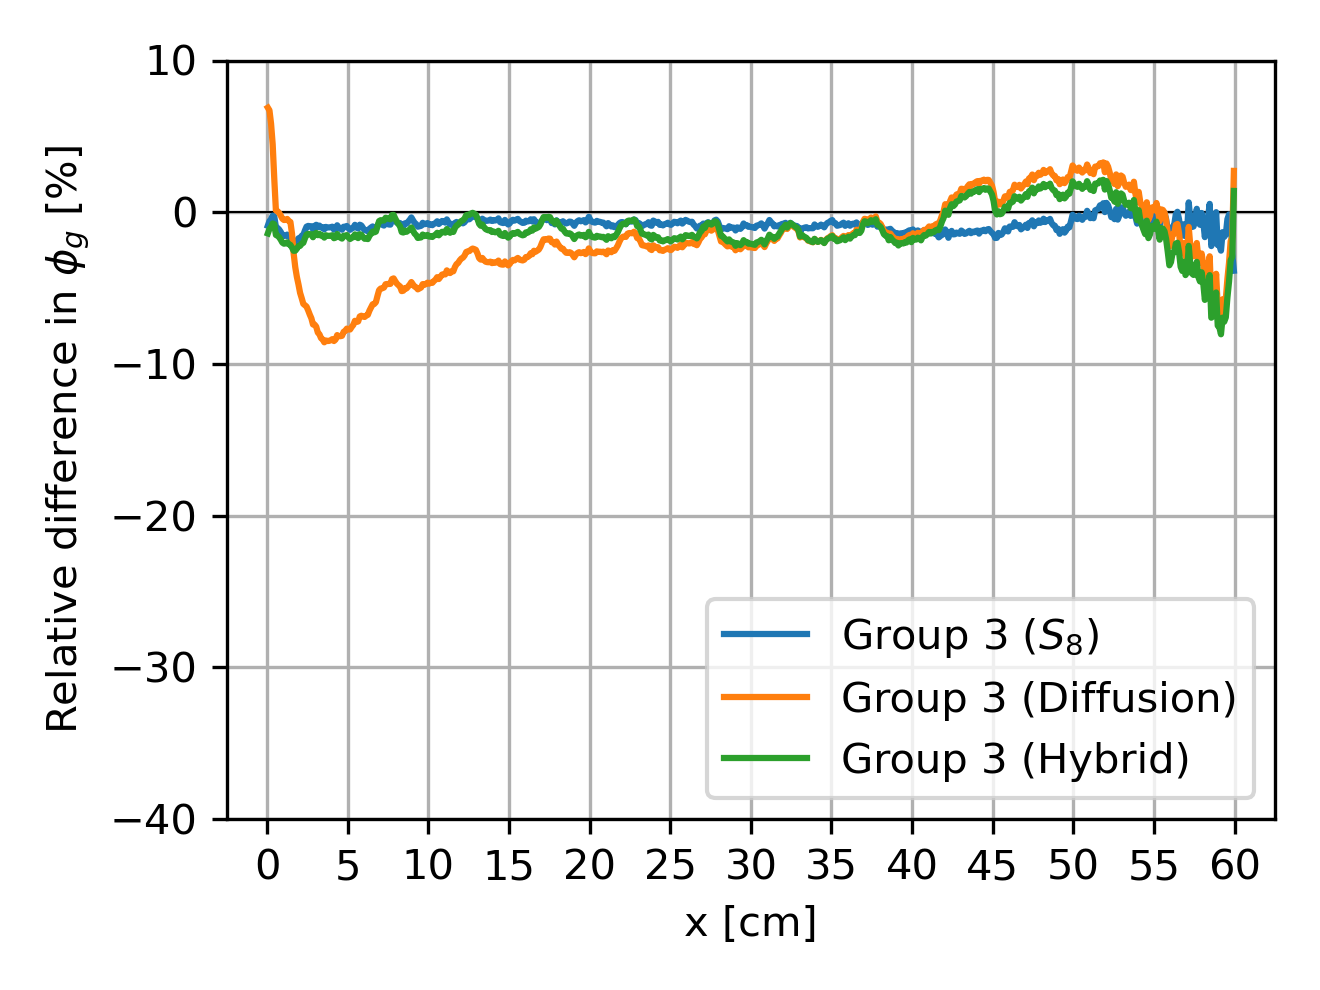 10
0
−10
−20
−30
−40
Relative difference in ϕg [%]
Group 3 (S8)
Group 3 (Diffusion)
Group 3 (Hybrid)
0 5 10 15 20 25 30 35 40 45 50 55 60
x [cm]